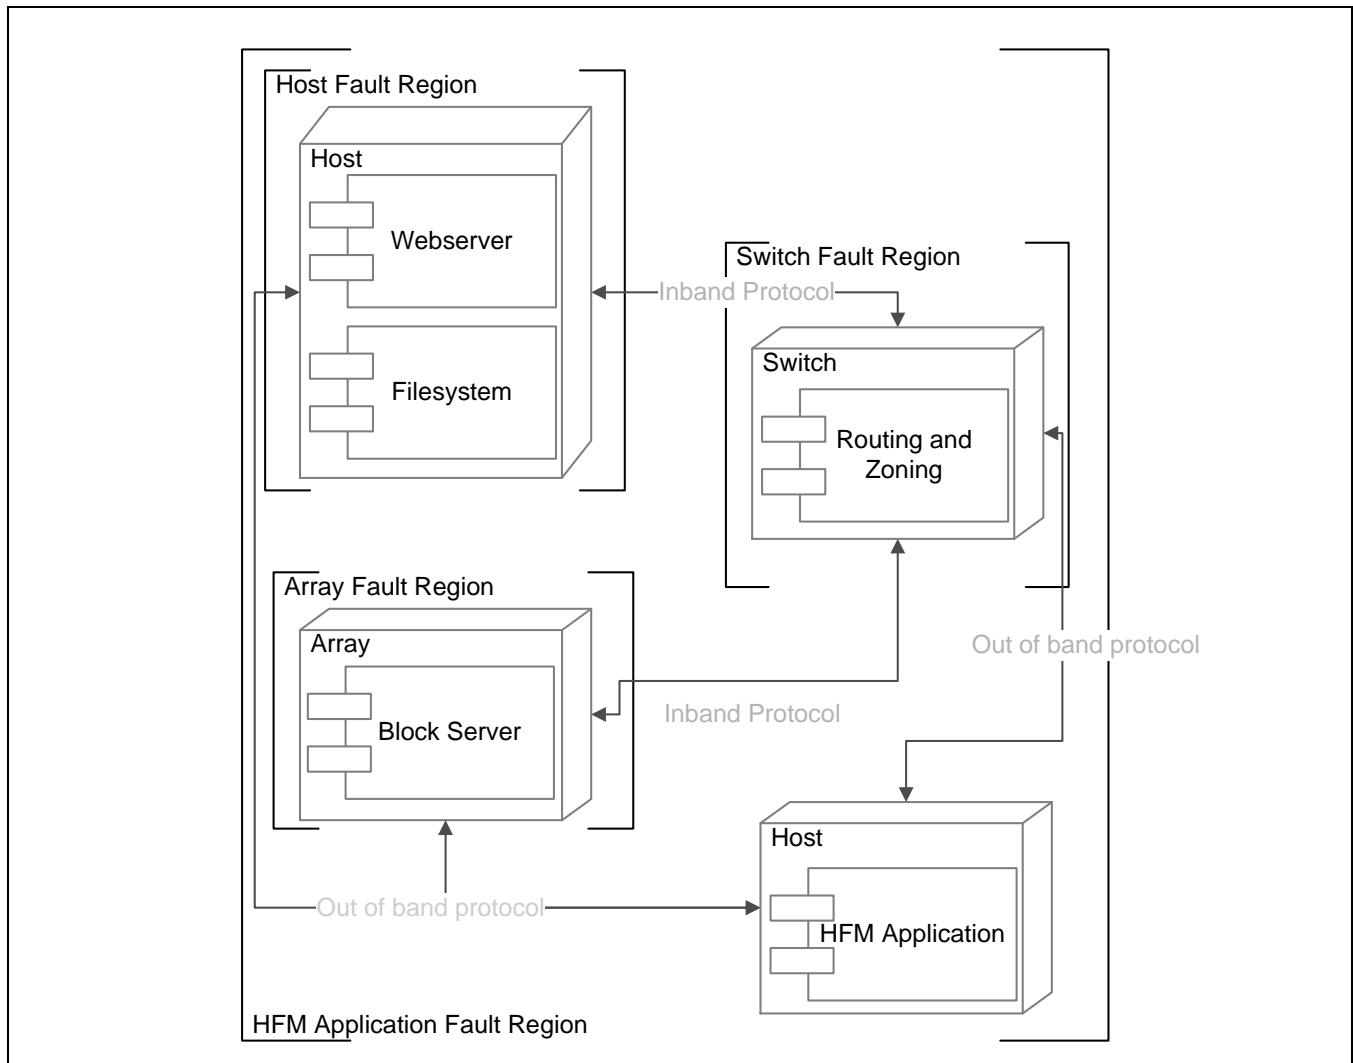 Host Fault Region
Host
Webserver
Filesystem
Switch Fault Region
Inband Protocol
Switch
Routing and
Zoning
Array Fault Region
Array
Block Server
Inband Protocol
Out of band protocol
Host
HFM Application
Out of band protocol
HFM Application Fault Region